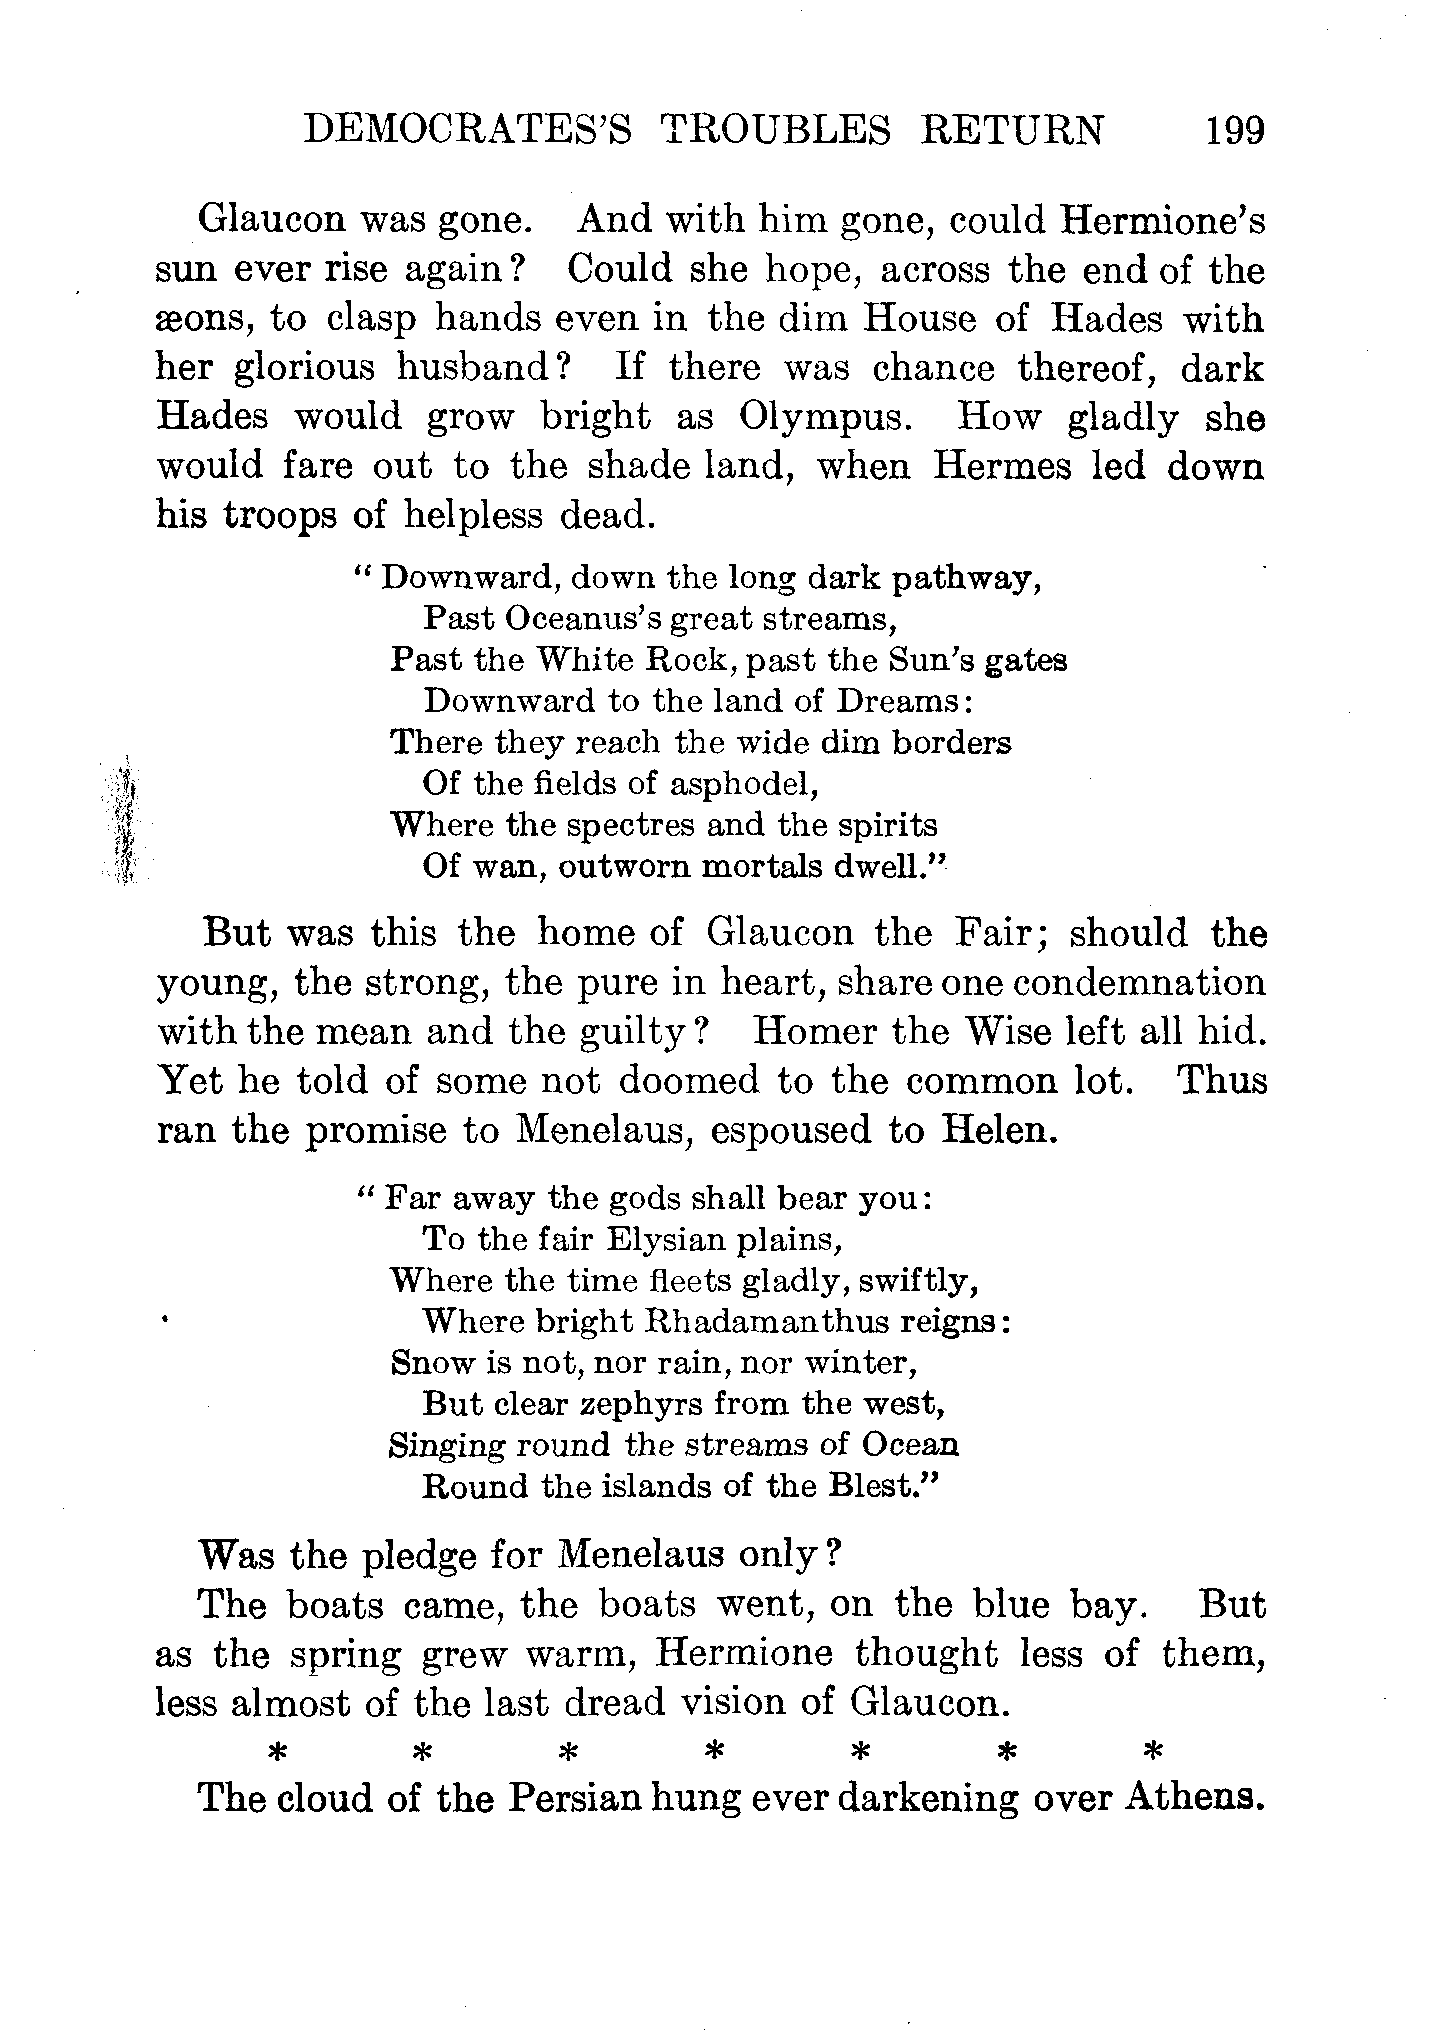 DEMOCRATES'S TROUBLES RETURN 199
Glaucon was gone. And with him gone, could Hermione's
sun ever rise again? Could she hope, across the end of the
æons, to clasp hands even in the dim House of Hades with
her glorious husband? If there was chance thereof, dark
Hades would grow bright as Olympus. How gladly she
would fare out to the shade land, when Hermes led down
his troops of helpless dead.
“Downward, down the long dark pathway,
Past Oceanus's great streams,
Past the White Rock, past the Sun's gates
Downward to the land of Dreams:
There they reach the wide dim borders
Of the fields of asphodel,
Where the spectres and the spirits
Of wan, outworn mortals dwell.”
But was this the home of Glaucon the Fair; should the
young, the strong, the pure in heart, share one condemnation
with the mean and the guilty? Homer the Wise left all hid.
Yet he told of some not doomed to the common lot. Thus
ran the promise to Menelaus, espoused to Helen.
“Far away the gods shall bear you:
To the fair Elysian plains,
Where the time fleets gladly, swiftly,
Where bright Rhadamanthus reigns:
Snow is not, nor rain, nor winter,
But clear zephyrs from the west,
Singing round the streams of Ocean
Round the islands of the Blest.”
Was the pledge for Menelaus only?
The boats came, the boats went, on the blue bay. But
as the spring grew warm, Hermione thought less of them,
less almost of the last dread vision of Glaucon.
* * * * * * *
The cloud of the Persian hung ever darkening over Athens.